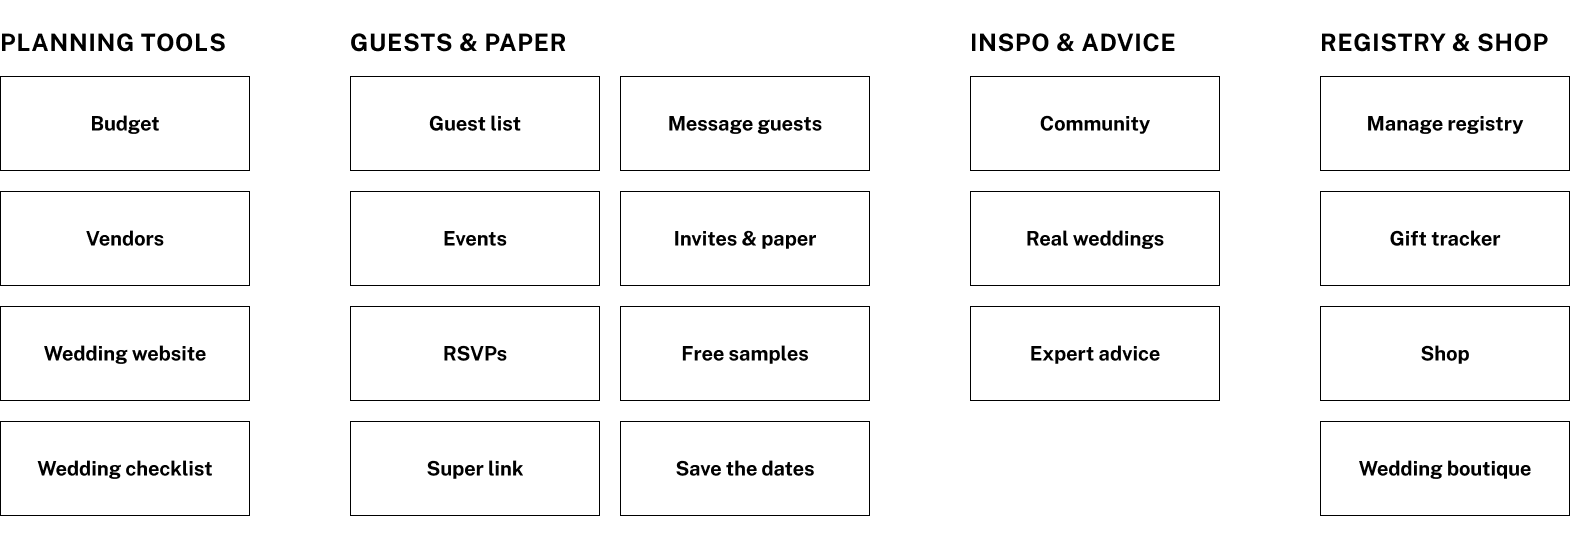 PLANNING TOOLS
Budget
Vendors
Wedding website
Wedding checklist
GUESTS & PAPER
Guest list
Message guests
Events
Invites & paper
RSVPs
Free samples
Super link
Save the dates
INSPO & ADVICE
Community
Real weddings
Expert advice
REGISTRY & SHOP
Manage registry
Gift tracker
Shop
Wedding boutique